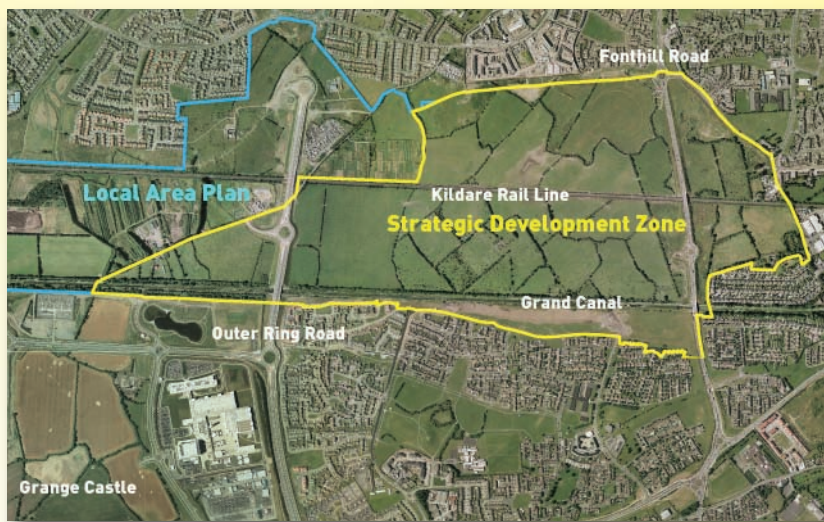 Fonthill Road
Local Area Plan
Kildare Rail Line
Strategic Development Zone
Grand Canal
Outer Ring Road
Grange Castle